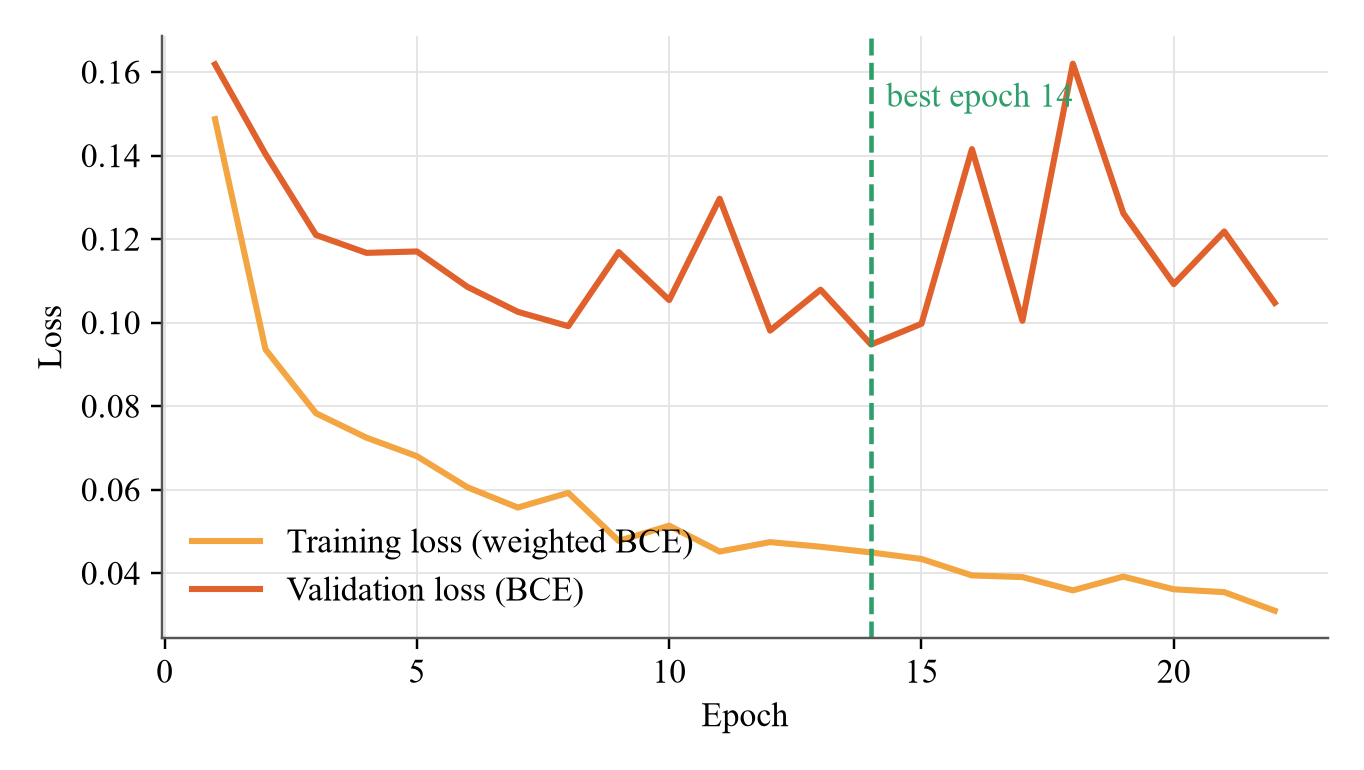 0.16
best epoch 14
0.14
0.12
0.10
0.08
0.06
0.04
Loss
Training loss (weighted BCE)
Validation loss (BCE)
0 5 10 15 20
Epoch